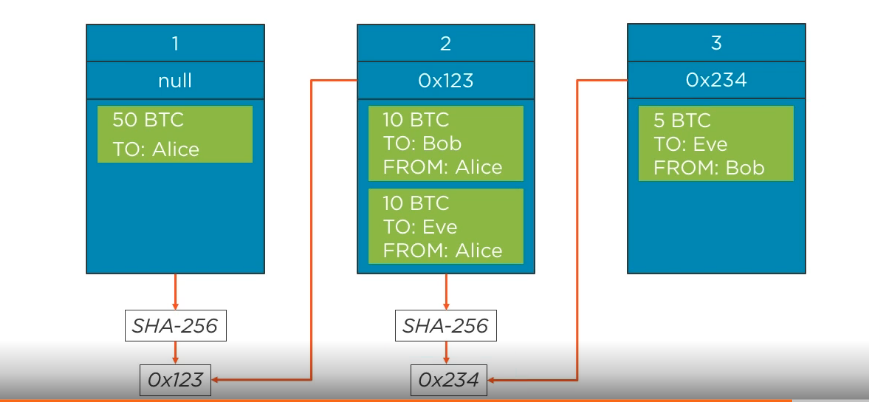 1
null
50 BTC
TO: Alice
SHA-256
0x123
2
0x123
10 BTC
TO: Bob
FROM: Alice
10 BTC
TO: Eve
FROM: Alice
SHA-256
0x234
3
0x234
5 BTC
TO: Eve
FROM: Bob